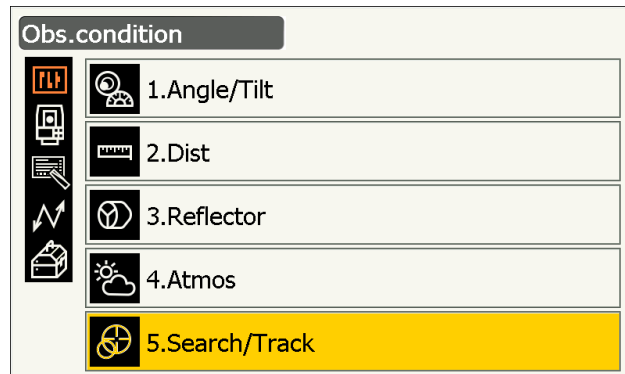 Obs.condition
1.Angle/Tilt
2.Dist
3.Reflector
4.Atmos
5.Search/Track